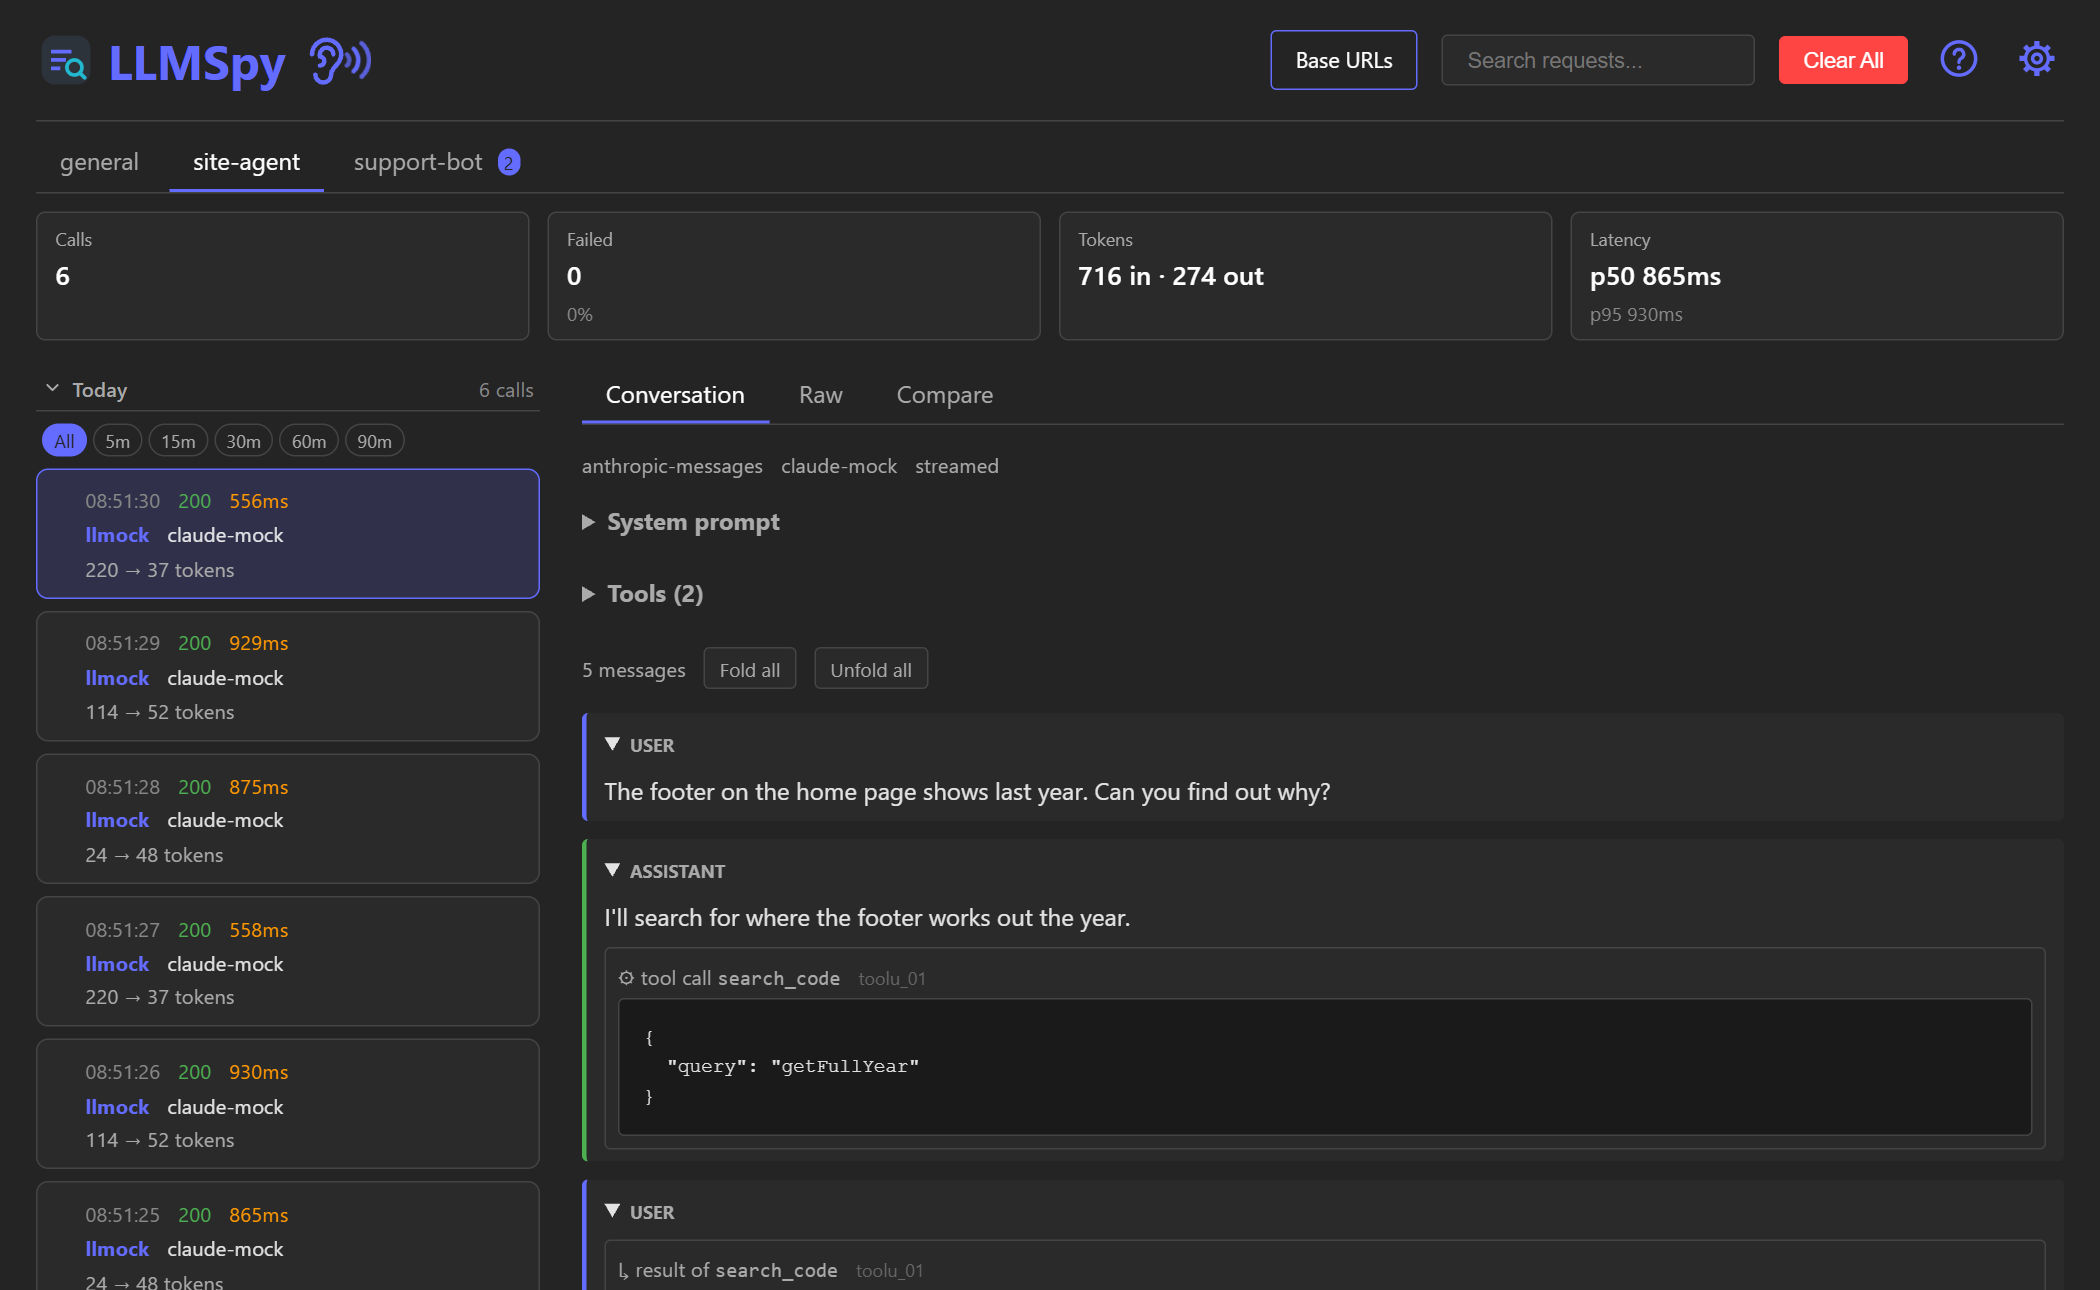 LLMSpy
Base URLs
Search requests...
Clear All
general
site-agent
support-bot 2
Calls
6
Failed
0
0%
Tokens
716 in · 274 out
Latency
p50 865ms
p95 930ms
Today
6 calls
All 5m 15m 30m 60m 90m
08:51:30 200 556ms
llmock claude-mock
220 → 37 tokens
08:51:29 200 929ms
llmock claude-mock
114 → 52 tokens
08:51:28 200 875ms
llmock claude-mock
24 → 48 tokens
08:51:27 200 558ms
llmock claude-mock
220 → 37 tokens
08:51:26 200 930ms
llmock claude-mock
114 → 52 tokens
08:51:25 200 865ms
llmock claude-mock
24 → 48 tokens
Conversation Raw Compare
anthropic-messages claude-mock streamed
System prompt
Tools (2)
5 messages Fold all Unfold all
USER
The footer on the home page shows last year. Can you find out why?
ASSISTANT
I'll search for where the footer works out the year.
tool call search_code toolu_01
{
"query": "getFullYear"
}
USER
result of search_code toolu_01